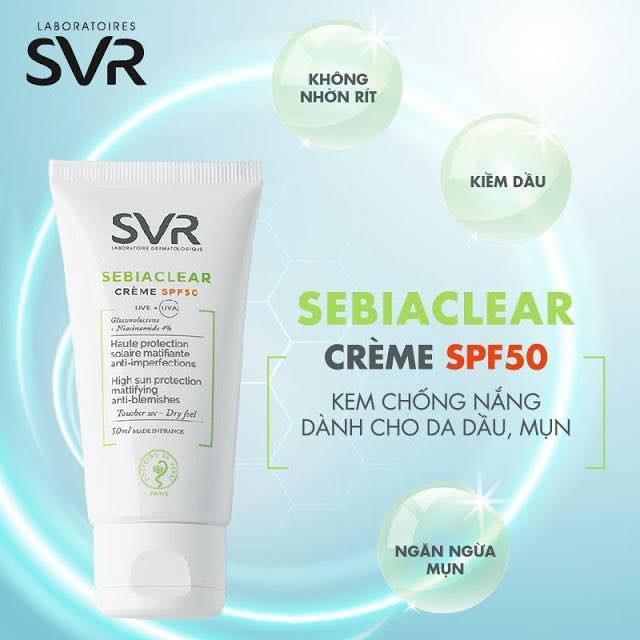 LABORATOIRES
SVR
KHÔNG
NHỜN RÍT
KIỀM DẦU
SVR
LABORATOIRE DERMATOLOGIQUE
SEBIACLEAR
CRÈME SPF50
UVB + UVA
Gluconolactone
+ Niacinamide 4%
Haute protection
solaire matifiante
anti-imperfections
High sun protection
mattifying
anti-blemishes
Toucher sec - Dry feel
50ml MADE IN FRANCE
PARIS
SEBIACLEAR
CRÈME SPF50
KEM CHỐNG NẮNG
DÀNH CHO DA DẦU, MỤN
NGĂN NGỪA
MỤN